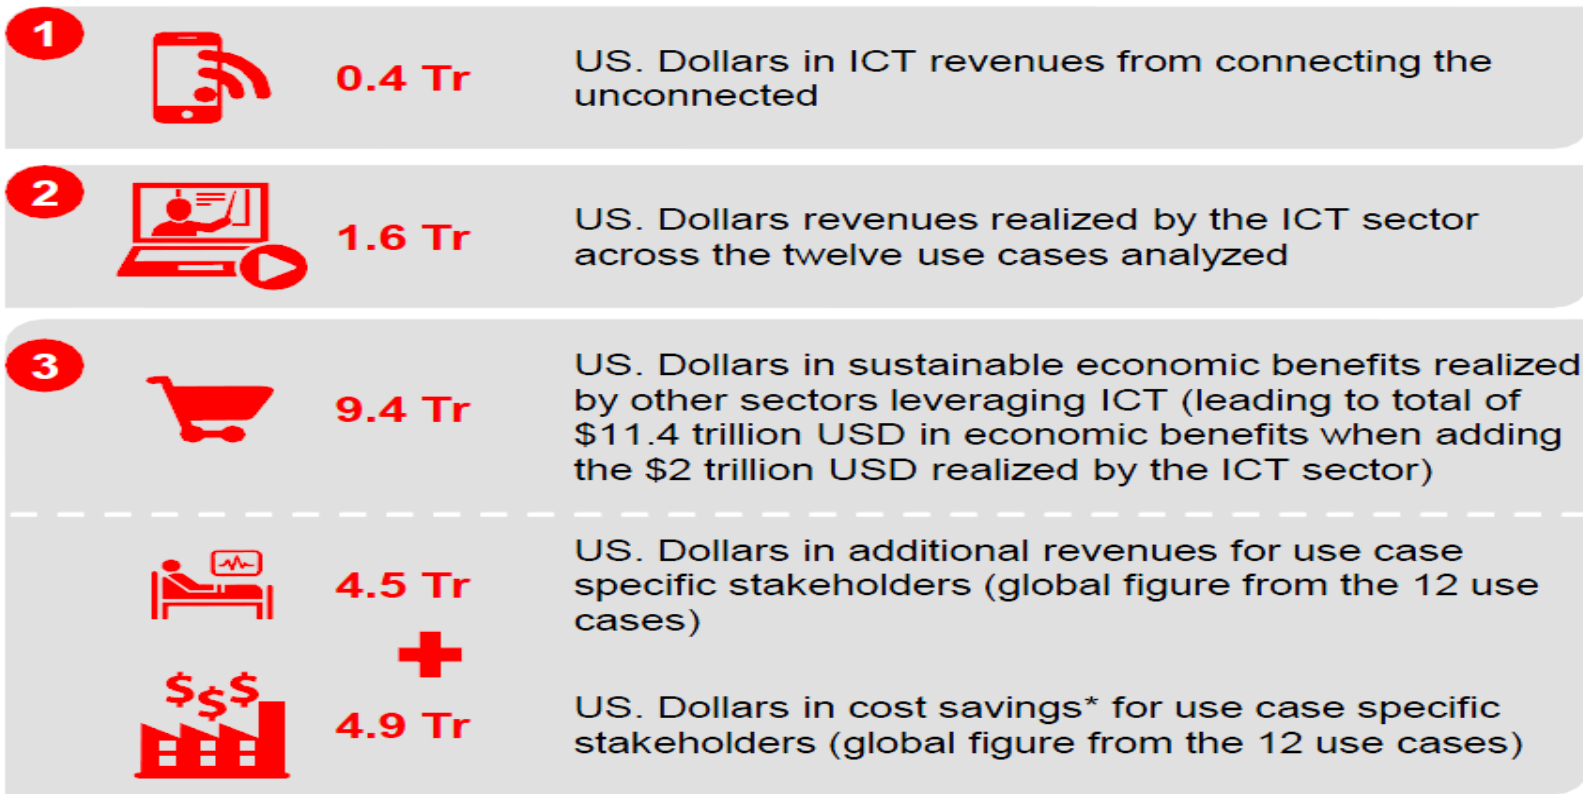 1
0.4 Tr
US. Dollars in ICT revenues from connecting the
unconnected
2
1.6 Tr
US. Dollars revenues realized by the ICT sector
across the twelve use cases analyzed
3
9.4 Tr
US. Dollars in sustainable economic benefits realized
by other sectors leveraging ICT (leading to total of
$11.4 trillion USD in economic benefits when adding
the $2 trillion USD realized by the ICT sector)
4.5 Tr
US. Dollars in additional revenues for use case
specific stakeholders (global figure from the 12 use
cases)
+
$$$
4.9 Tr
US. Dollars in cost savings* for use case specific
stakeholders (global figure from the 12 use cases)